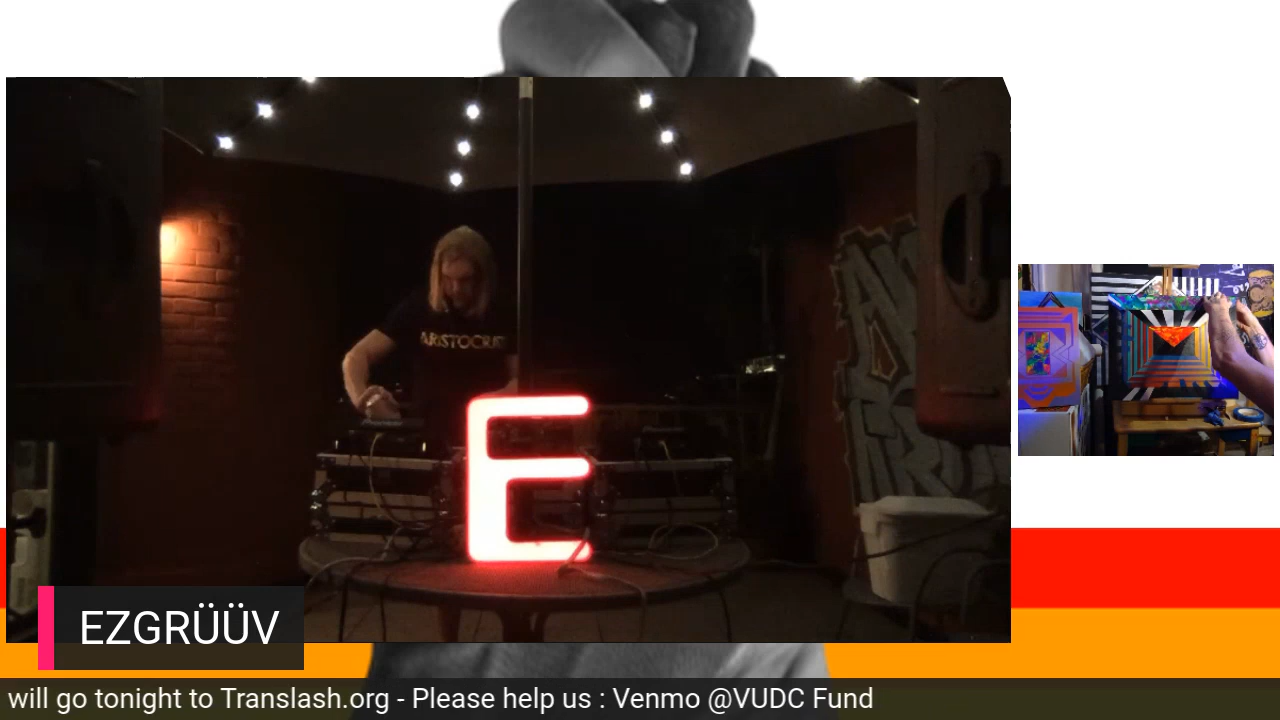 ARISTOCRAT
E
EZGRÜÜV
will go tonight to Translash.org - Please help us : Venmo @VUDC Fund